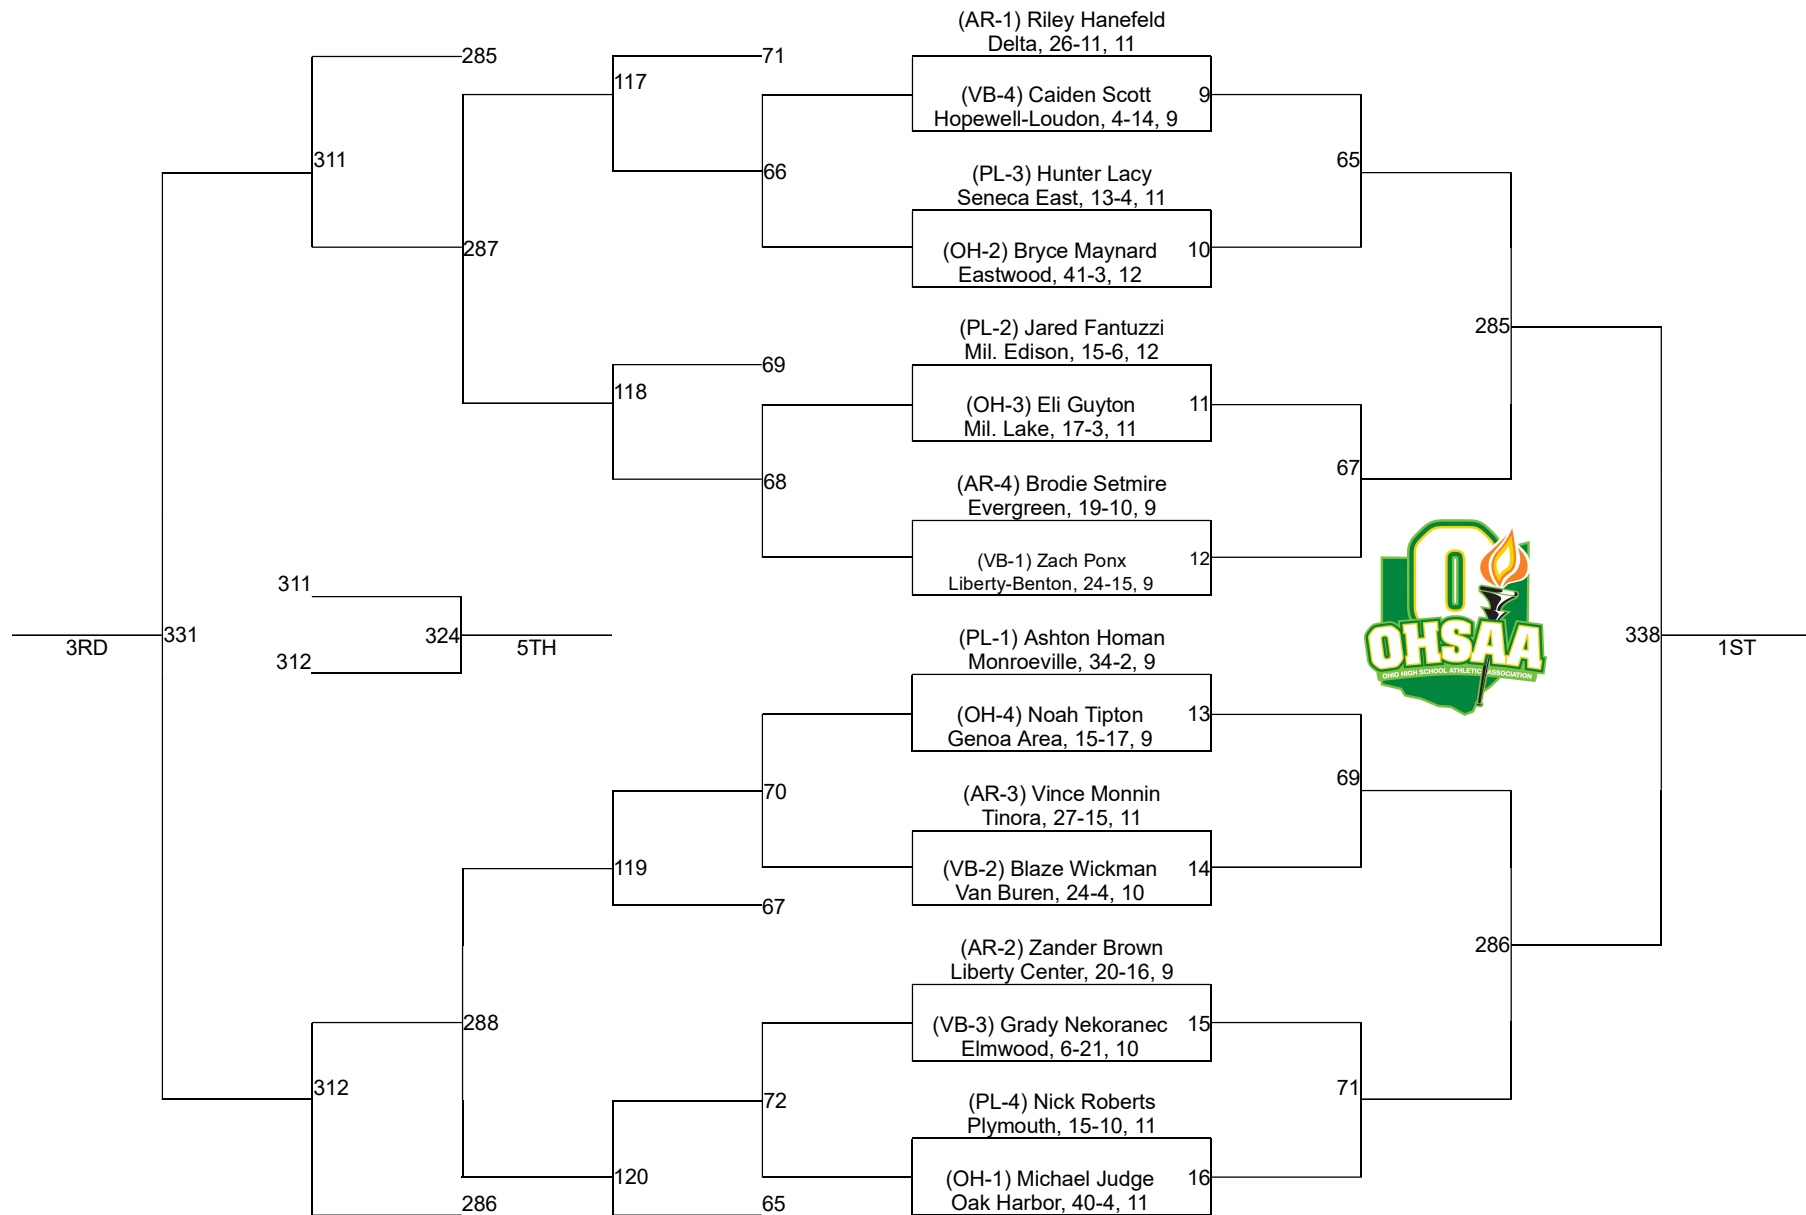 (AR-1) Riley Hanefeld
Delta, 26-11, 11
285
71
117
(VB-4) Caiden Scott
9
Hopewell-Loudon, 4-14, 9
311
65
66
(PL-3) Hunter Lacy
Seneca East, 13-4, 11
287
(OH-2) Bryce Maynard
10
Eastwood, 41-3, 12
(PL-2) Jared Fantuzzi
285
Mil. Edison, 15-6, 12
69
118
(OH-3) Eli Guyton
11
Mil. Lake, 17-3, 11
68
67
(AR-4) Brodie Setmire
Evergreen, 19-10, 9
(VB-1) Zach Ponx
12
Liberty-Benton, 24-15, 9
311
O
OHSAA
OHIO HIGH SCHOOL ATHLETIC ASSOCIATION
331
3RD
324
5TH
312
(PL-1) Ashton Homan
Monroeville, 34-2, 9
338
1ST
(OH-4) Noah Tipton
13
Genoa Area, 15-17, 9
69
70
(AR-3) Vince Monnin
Tinora, 27-15, 11
119
(VB-2) Blaze Wickman
14
Van Buren, 24-4, 10
67
(AR-2) Zander Brown
286
Liberty Center, 20-16, 9
288
(VB-3) Grady Nekoranec
15
Elmwood, 6-21, 10
312
71
72
(PL-4) Nick Roberts
Plymouth, 15-10, 11
120
(OH-1) Michael Judge
16
Oak Harbor, 40-4, 11
286
65